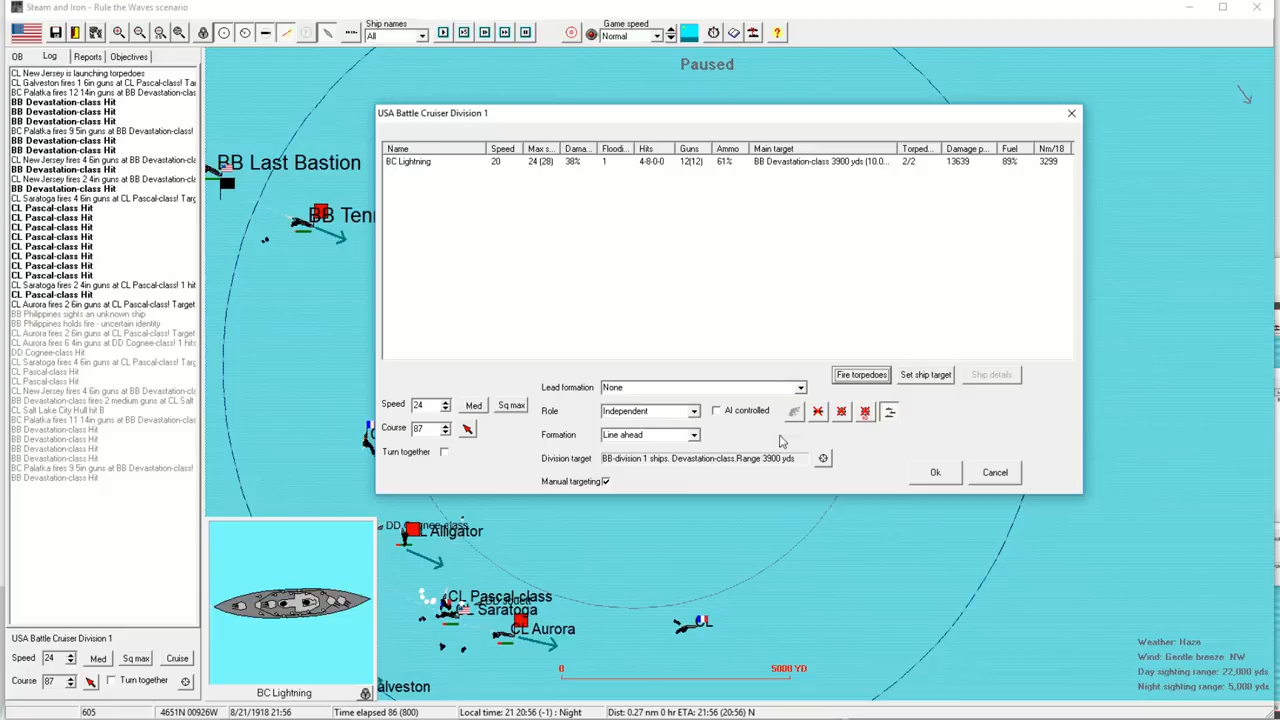 Steam and Iron - Rule the Waves scenario
Ship names
All
Game speed
Normal
OB Log Reports Objectives
Paused
CL New Jersey is launching torpedoes
CL Galveston fires 1 6in guns at CL Pascal-class! Tar
BC Palatka fires 12 14in guns at BB Devastation-clas
BB Devastation-class Hit
BB Devastation-class Hit
BC Palatka fires 9 5in guns at BB Devastation-class!
BB Devastation-class Hit
BB Devastation-class Hit
CL New Jersey fires 4 6in guns at BB Devastation-cla
BB Devastation-class Hit
CL New Jersey fires 2 4in guns at BB Devastation-cla
BB Devastation-class Hit
CL Saratoga fires 4 6in guns at CL Pascal-class! Targ
CL Pascal-class Hit
CL Pascal-class Hit
CL Pascal-class Hit
CL Pascal-class Hit
CL Pascal-class Hit
CL Pascal-class Hit
CL Pascal-class Hit
CL Pascal-class Hit
CL Saratoga fires 2 4in guns at CL Pascal-class! 1 hit
CL Pascal-class Hit
CL Aurora fires 2 6in guns at CL Pascal-class! Target
BB Philippines sights an unknown ship
BB Philippines holds fire - uncertain identity
CL Aurora fires 2 6in guns at CL Pascal-class! Target
CL Aurora fires 6 4in guns at DD Cognee-class! 1 hits
DD Cognee-class Hit
CL Saratoga fires 4 6in guns at CL Pascal-class! Targ
CL Pascal-class Hit
CL Pascal-class Hit
CL New Jersey fires 4 6in guns at BB Devastation-cla
BB Devastation-class fires 2 medium guns at CL Salt
CL Salt Lake City hull hit B
BC Palatka fires 11 14in guns at BB Devastation-clas
BB Devastation-class Hit
BB Devastation-class Hit
BB Devastation-class Hit
BC Palatka fires 9 5in guns at BB Devastation-class!
BB Devastation-class Hit
BB Last Bastion
BB Tenn
USA Battle Cruiser Division 1
Name Speed Max s... Dama... Floodi... Hits Guns Ammo Main target Torped... Damage p... Fuel Nm/18
BC Lightning 20 24 (28) 38% 1 4-8-0-0 12(12) 61% BB Devastation-class 3900 yds (10.0... 2/2 13639 89% 3299
Fire torpedoes Set ship target Ship details
Lead formation None
Speed 24 Med Sq max
Role Independent AI controlled
Course 87
Formation Line ahead
Turn together
Division target BB-division 1 ships. Devastation-class.Range 3900 yds
Manual targeting
Ok Cancel
DD Cognee-class
Alligator
CL Pascal-class
Saratoga
CL Aurora
CL
alveston
0 5000 YD
Weather: Haze
Wind: Gentle breeze NW
Day sighting range: 22,000 yds
Night sighting range: 5,000 yds
USA Battle Cruiser Division 1
Speed 24 Med Sq max Cruise
Course 87 Turn together
BC Lightning
605 4651N 00926W 8/21/1918 21:56 Time elapsed 86 (800) Local time: 21 20:56 (-1) : Night Dist: 0.27 nm 0 hr ETA: 21:56 (20:56) N